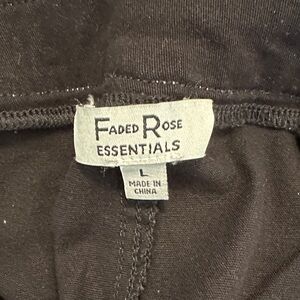 FADED ROSE
ESSENTIALS
L
MADE IN
CHINA